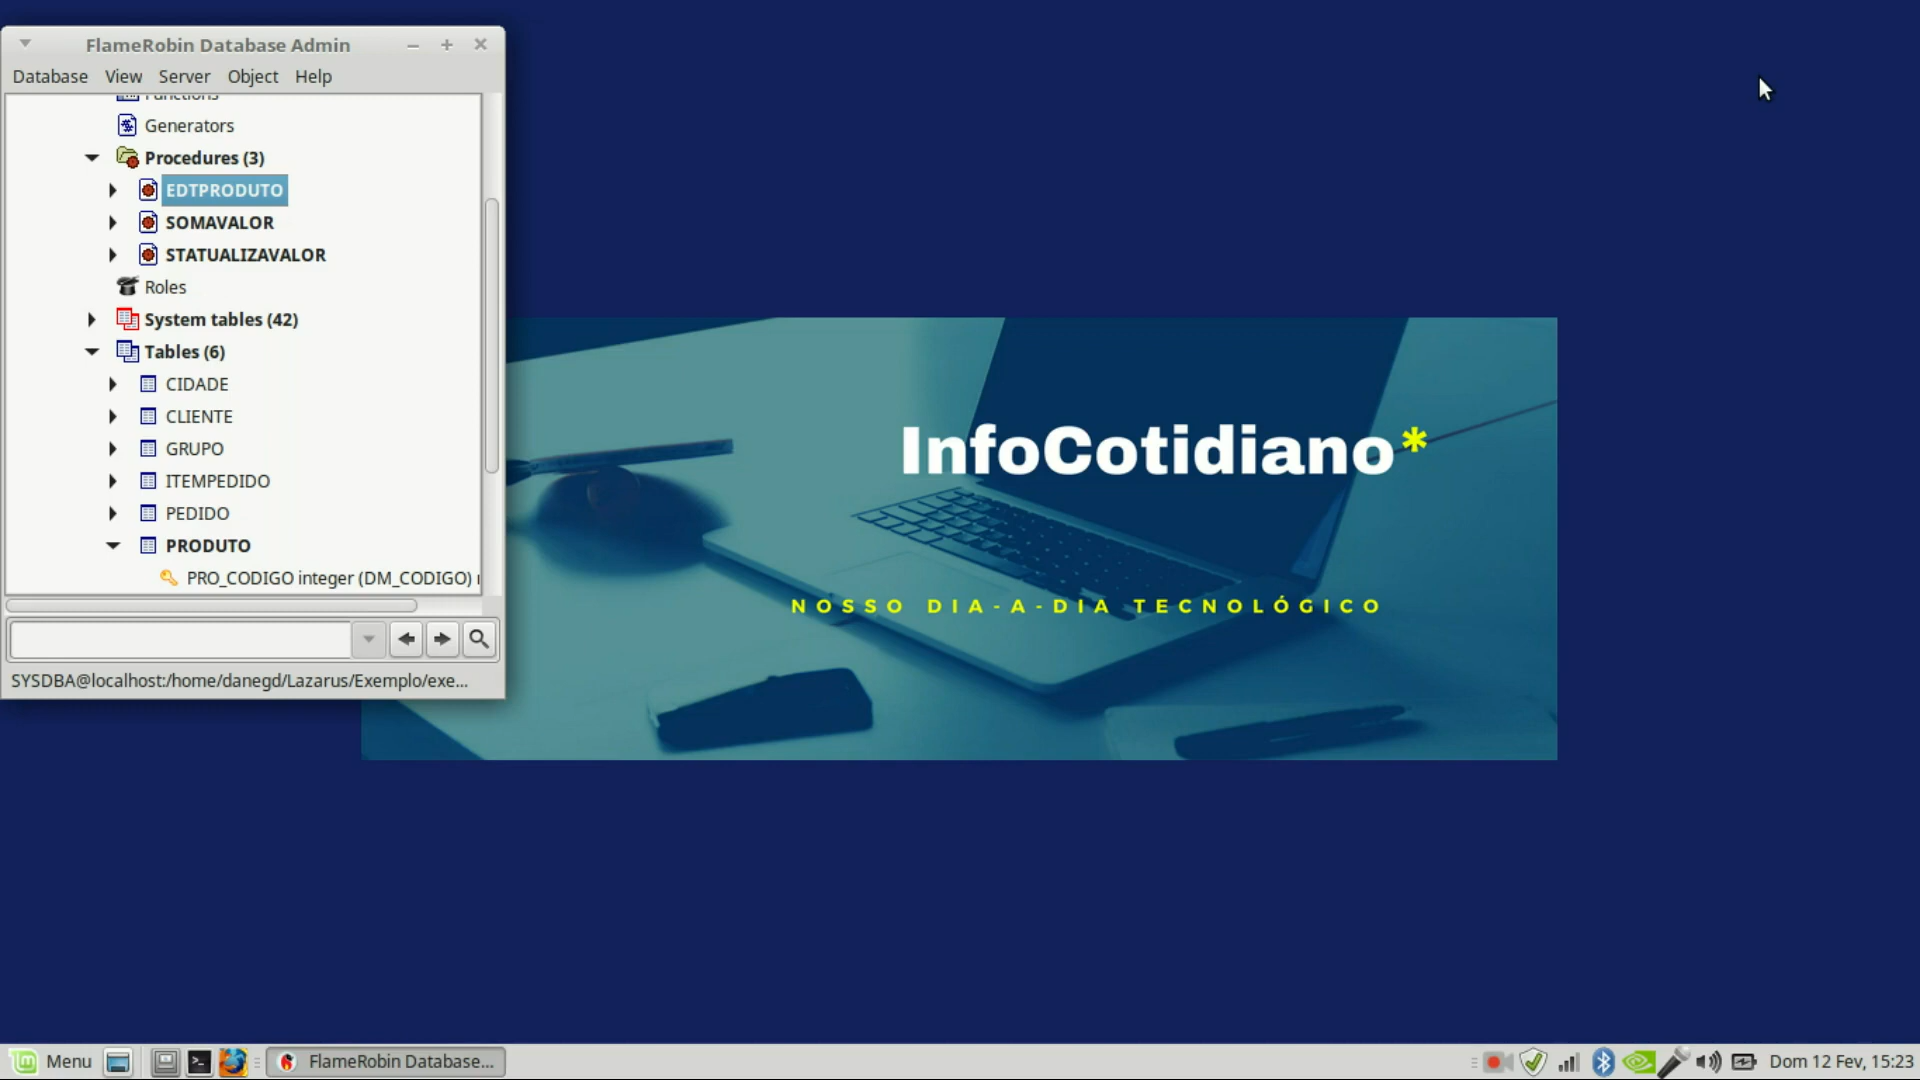 FlameRobin Database Admin
Database View Server Object Help
Functions
Generators
Procedures (3)
EDTPRODUTO
SOMAVALOR
STATUALIZAVALOR
Roles
System tables (42)
Tables (6)
CIDADE
CLIENTE
GRUPO
ITEMPEDIDO
PEDIDO
PRODUTO
PRO_CODIGO integer (DM_CODIGO)
SYSDBA@localhost:/home/danegd/Lazarus/Exemplo/exe...
InfoCotidiano*
NOSSO DIA-A-DIA TECNOLÓGICO
Menu
FlameRobin Database...
Dom 12 Fev, 15:23